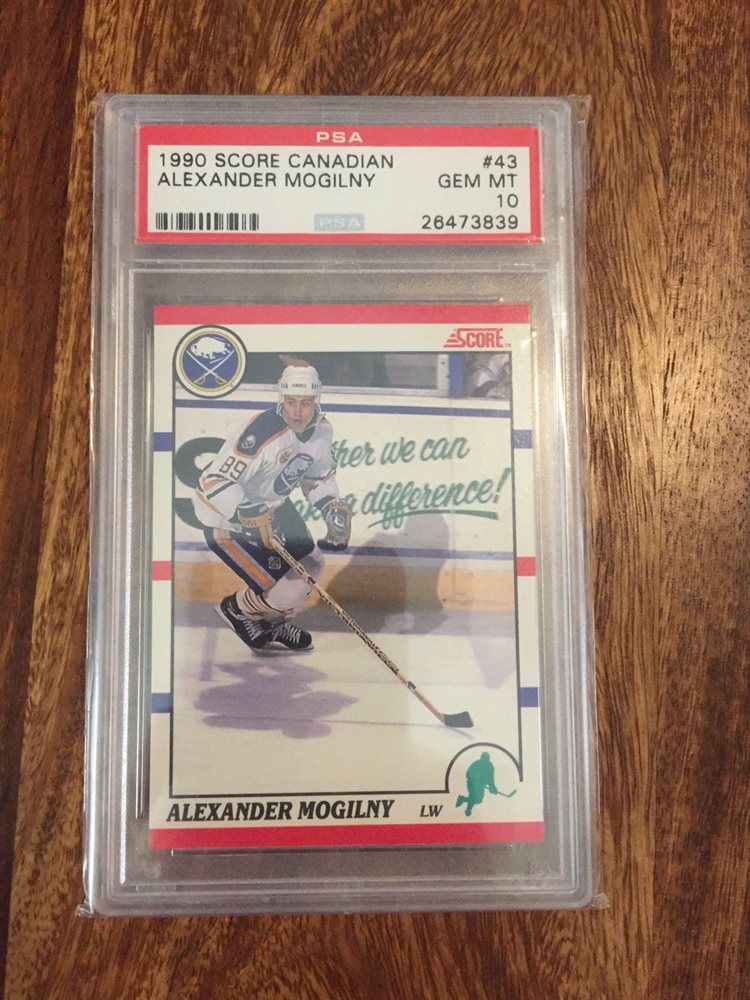 PSA
1990 SCORE CANADIAN #43
ALEXANDER MOGILNY GEM MT
10
PSA 26473839
SCORE
89
her we can
a difference!
ALEXANDER MOGILNY LW